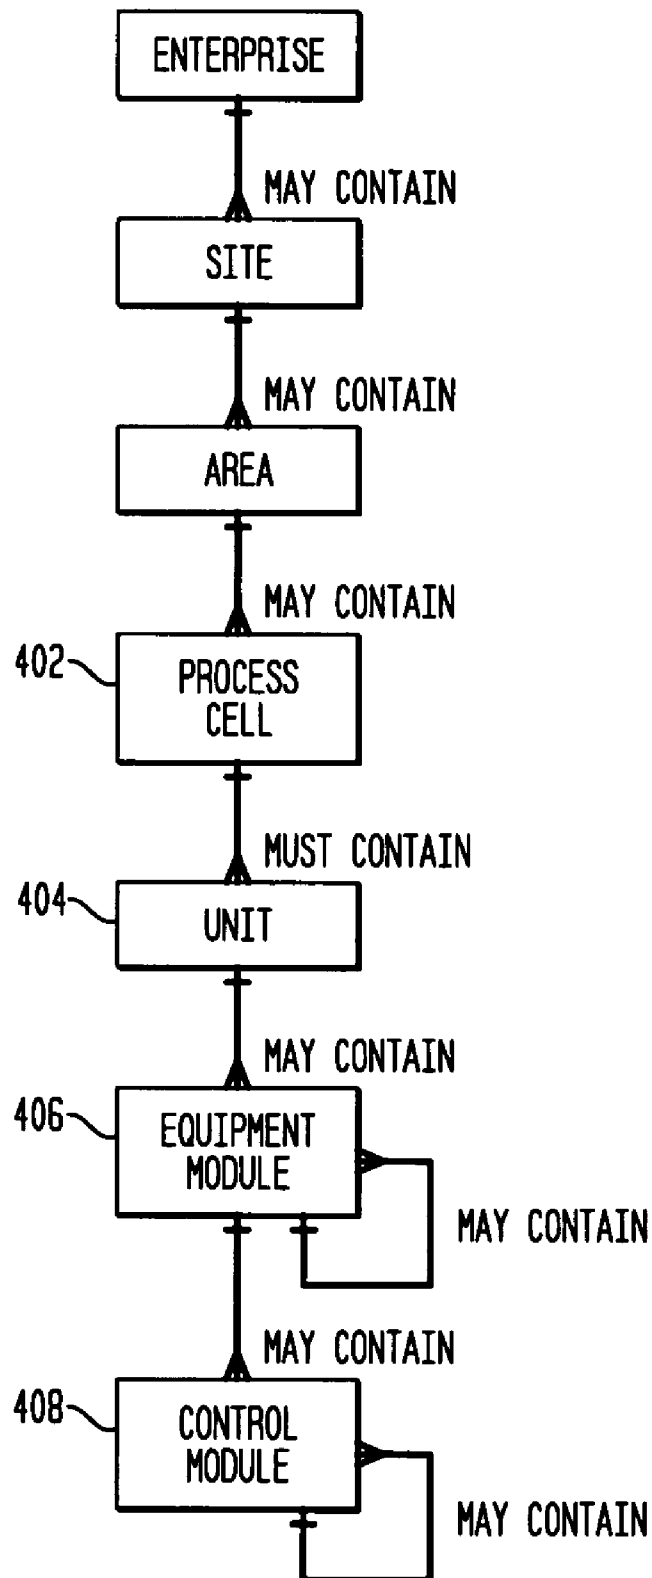 ENTERPRISE
MAY CONTAIN
SITE
MAY CONTAIN
AREA
MAY CONTAIN
402
PROCESS
CELL
MUST CONTAIN
404
UNIT
MAY CONTAIN
406
EQUIPMENT
MODULE
MAY CONTAIN
MAY CONTAIN
408
CONTROL
MODULE
MAY CONTAIN